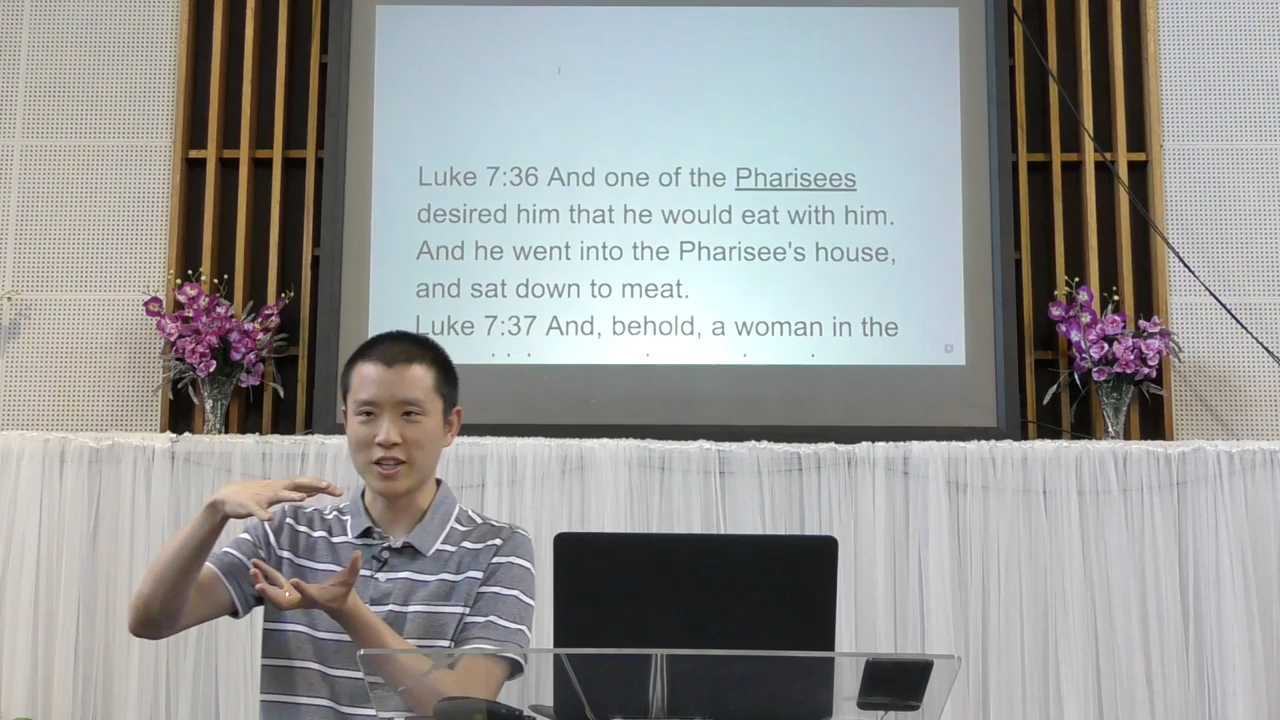 Luke 7:36 And one of the Pharisees
desired him that he would eat with him.
And he went into the Pharisee's house,
and sat down to meat.
Luke 7:37 And, behold, a woman in the